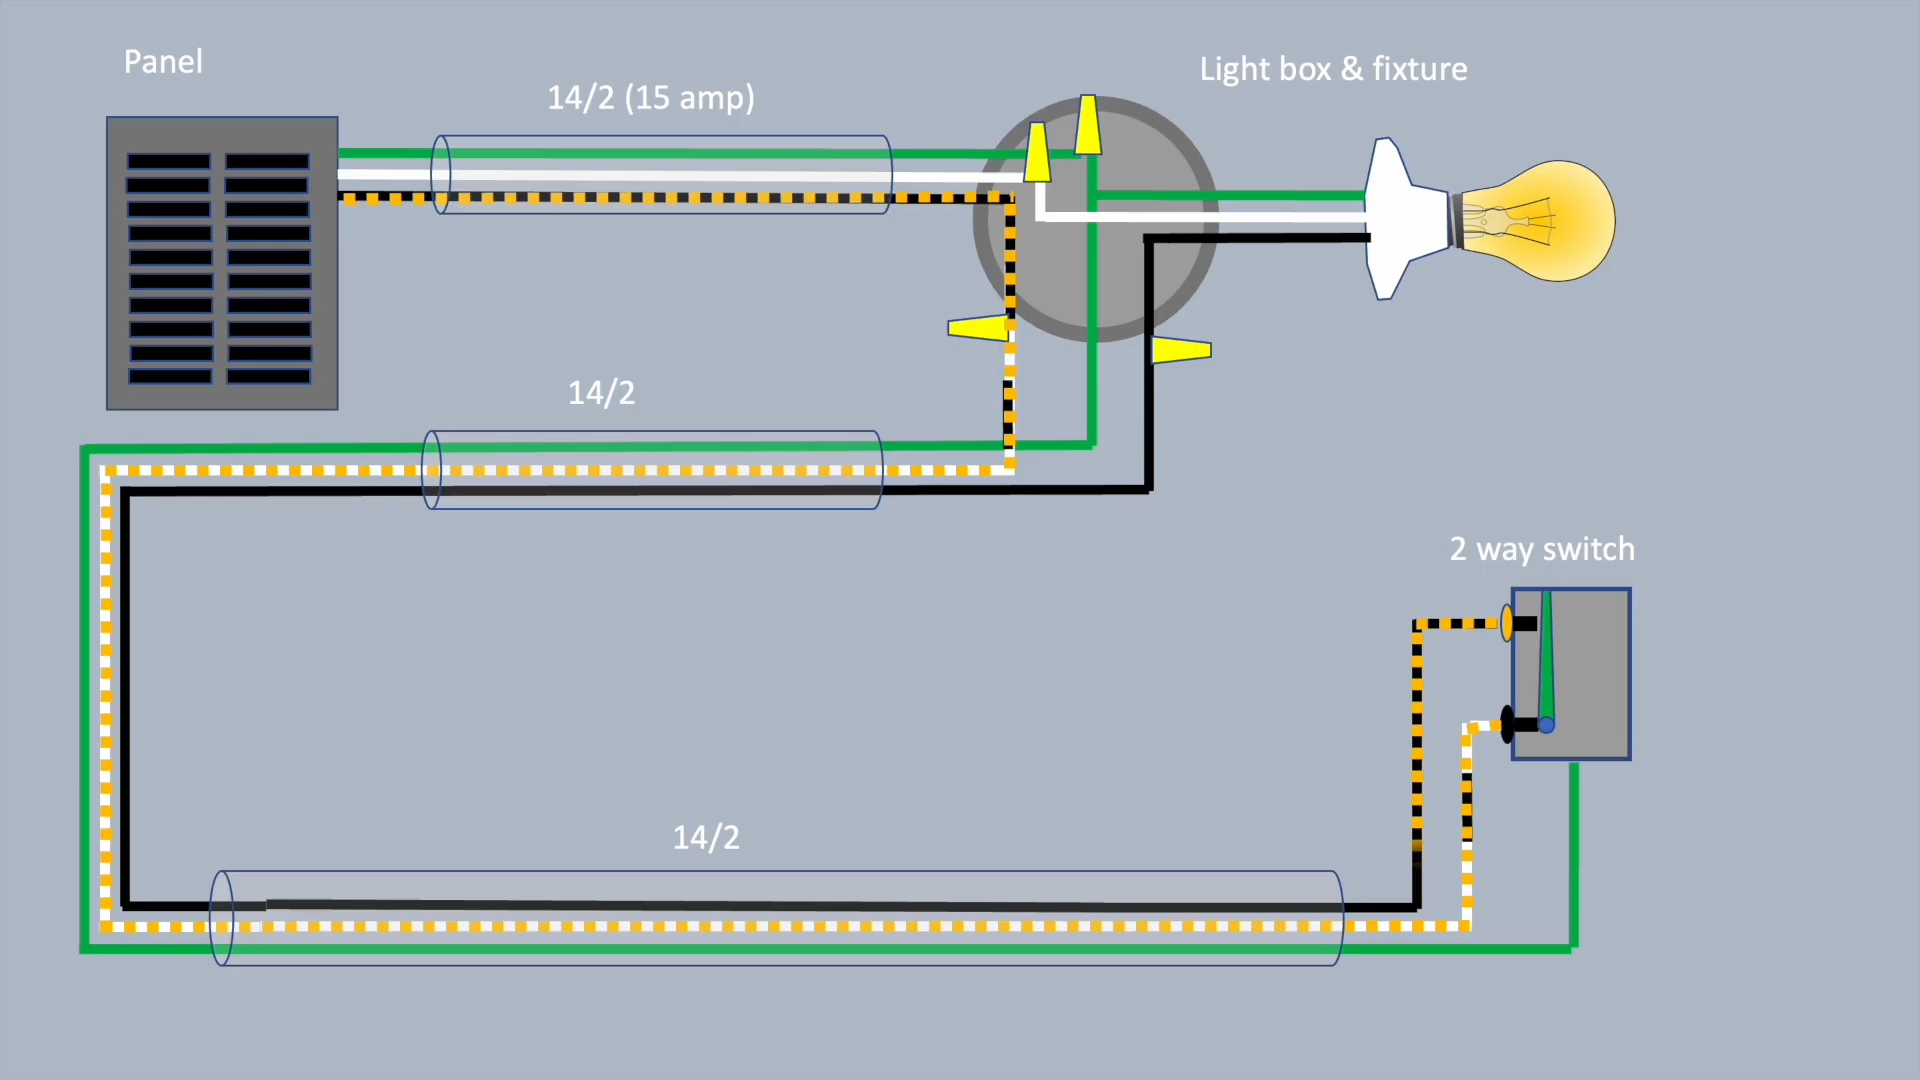 Panel
Light box & fixture
14/2 (15 amp)
14/2
2 way switch
14/2